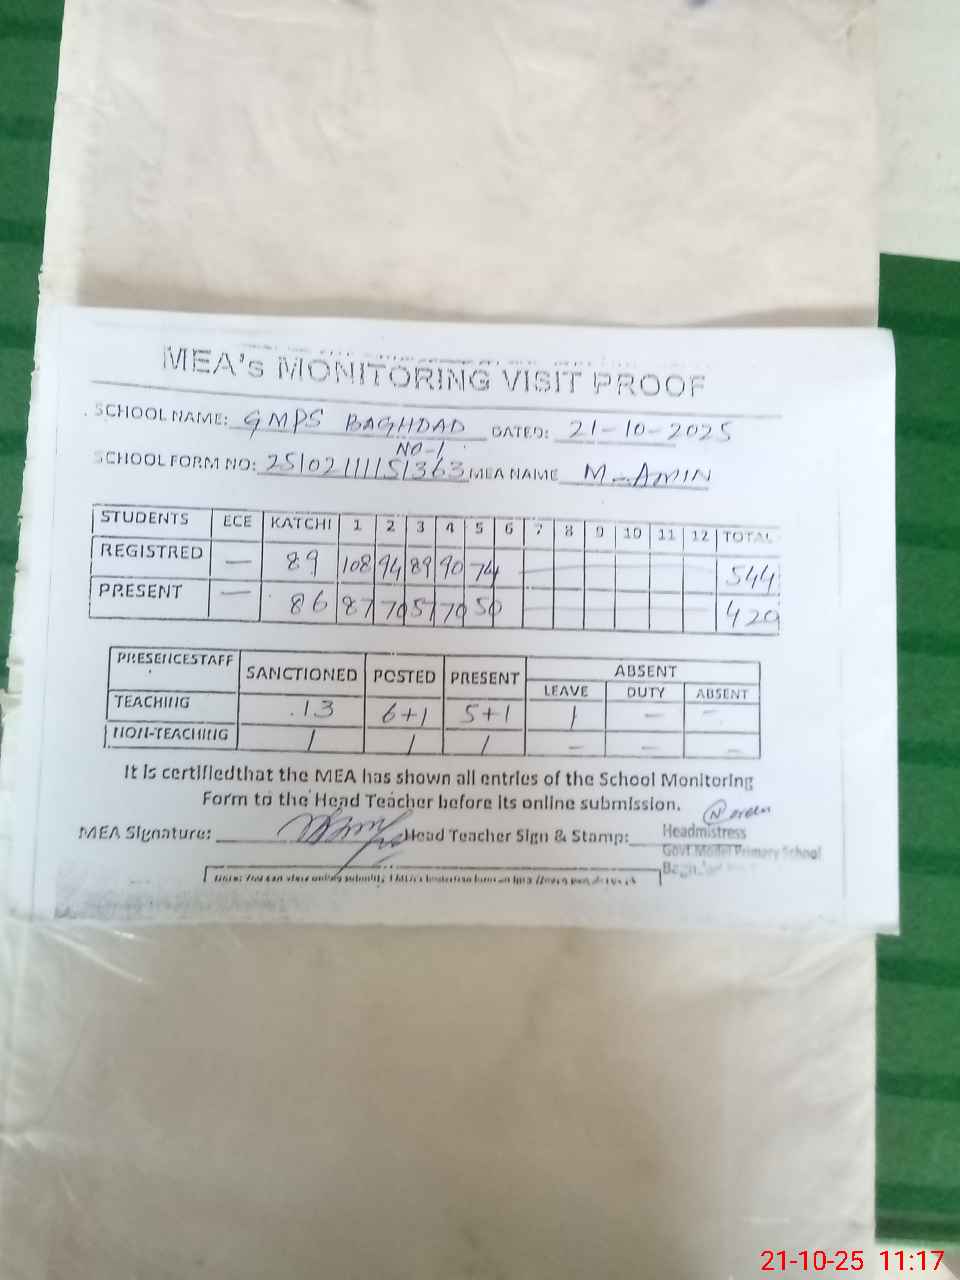 MEA's MONITORING VISIT PROOF
SCHOOL NAME: GMPS BAGHDAD NO-1 DATED: 21-10-2025
SCHOOL FORM NO: 25102111151363 MEA NAME M-AMIN
STUDENTS ECE KATCHI 1 2 3 4 5 6 7 8 9 10 11 12 TOTAL
REGISTRED — 89 108 94 89 90 74 544
PRESENT — 86 87 70 57 70 50 420
PRESENCESTAFF SANCTIONED POSTED PRESENT ABSENT
LEAVE DUTY ABSENT
TEACHING .13 6+1 5+1 1 — —
NON-TEACHING 1 1 1 — — —
It is certifiedthat the MEA has shown all entries of the School Monitoring
Form to the Head Teacher before its online submission.
MEA Signature: Head Teacher Sign & Stamp:
Headmistress
Govt Model Primary School
21-10-25 11:17